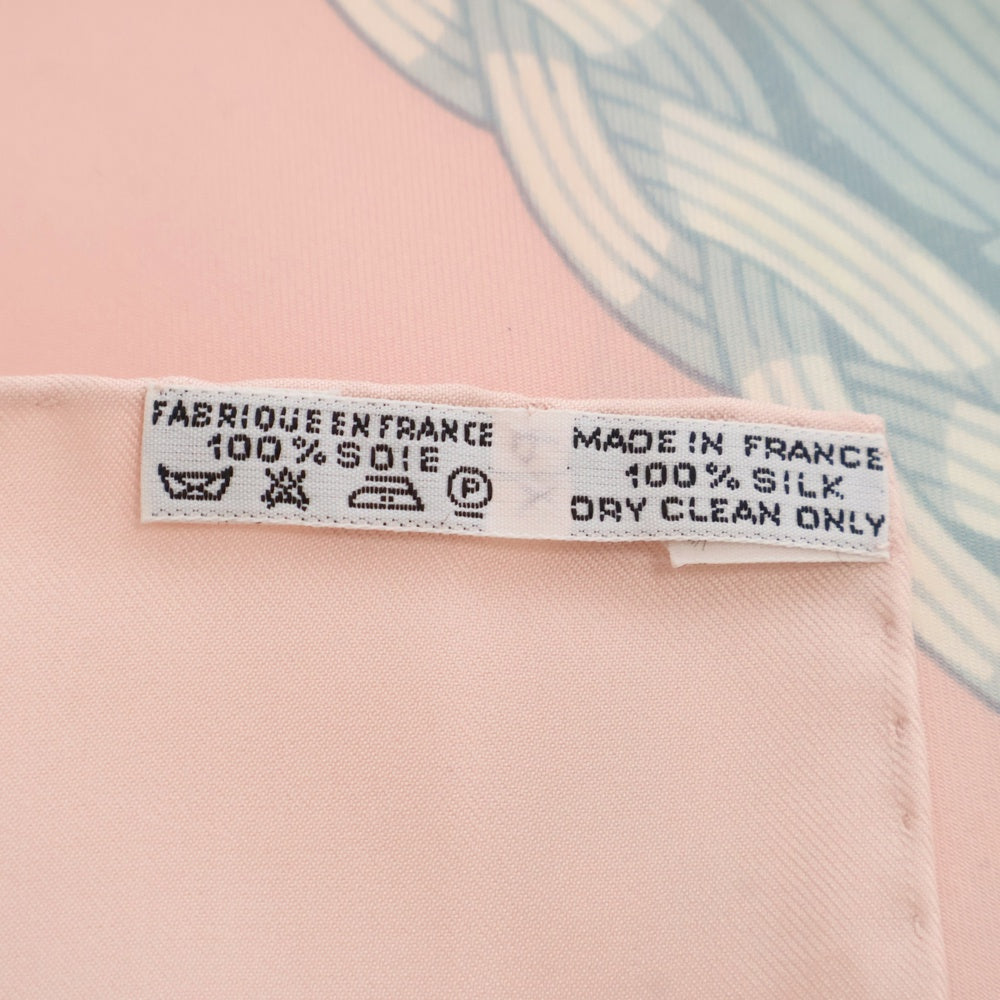 FABRIQUE EN FRANCE
100% SOIE
P
MADE IN FRANCE
100% SILK
DRY CLEAN ONLY